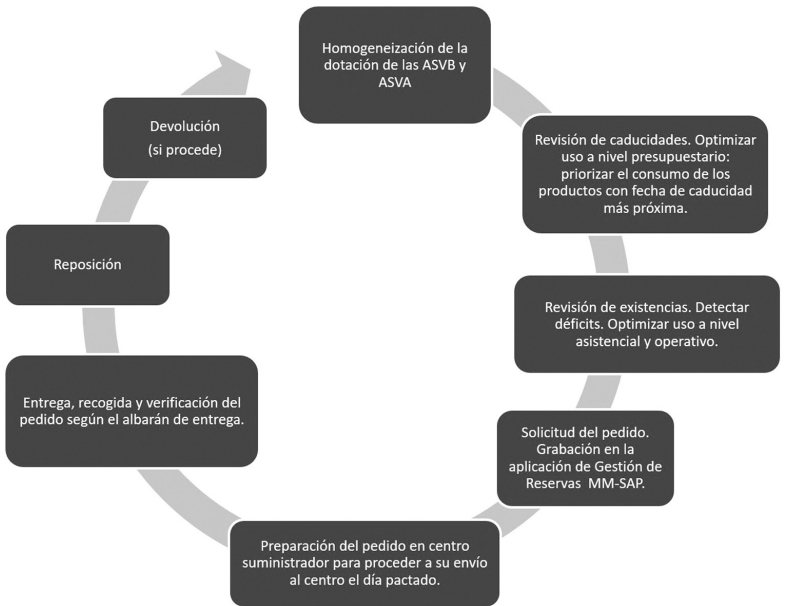 Homogeneización de la
dotación de las ASVB y
ASVA
Revisión de caducidades. Optimizar
uso a nivel presupuestario:
priorizar el consumo de los
productos con fecha de caducidad
más próxima.
Revisión de existencias. Detectar
déficits. Optimizar uso a nivel
asistencial y operativo.
Solicitud del pedido.
Grabación en la
aplicación de Gestión de
Reservas MM-SAP.
Preparación del pedido en centro
suministrador para proceder a su envío
al centro el día pactado.
Entrega, recogida y verificación del
pedido según el albarán de entrega.
Reposición
Devolución
(si procede)